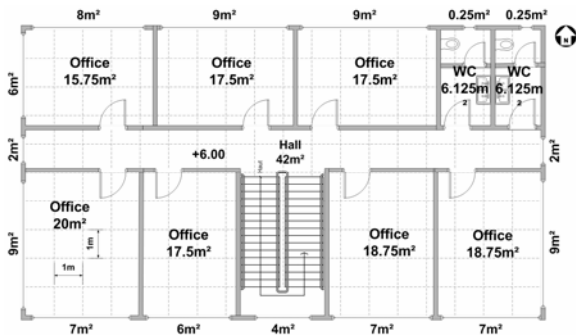 8m²
9m²
9m²
0.25m²
0.25m²
N
6m²
Office
15.75m²
Office
17.5m²
Office
17.5m²
WC
6.125m
2
WC
6.125m
2
2m²
+6.00
Hall
42m²
2m²
Haut
9m²
Office
20m²
1m
1m
Office
17.5m²
Office
18.75m²
Office
18.75m²
9m²
7m²
6m²
4m²
7m²
7m²